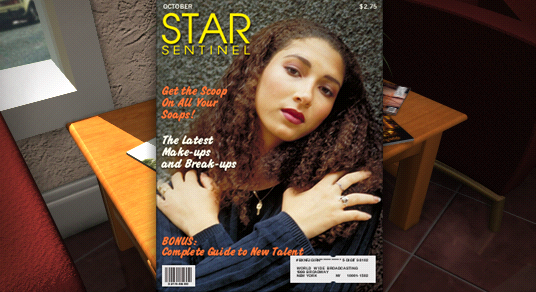 OCTOBER
$2.75
STAR
SENTINEL
Get the Scoop
On All Your
Soaps!
The Latest
Make-ups
and Break-ups
BONUS:
Complete Guide to New Talent
WORLD WIDE BROADCASTING
NEW YORK NY